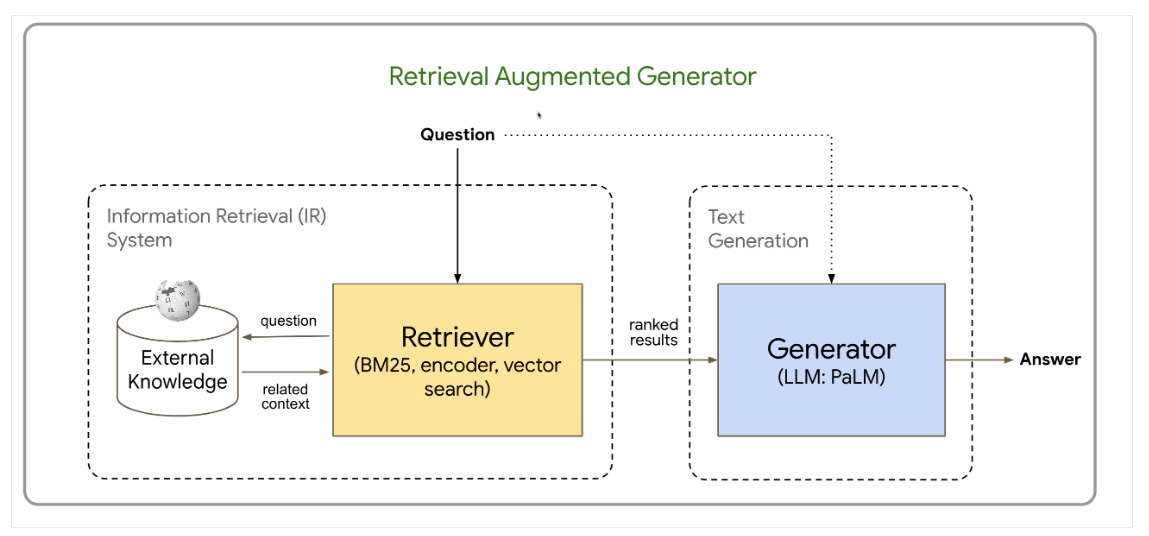 Retrieval Augmented Generator
Question
Information Retrieval (IR)
System
Text
Generation
External
Knowledge
question
related
context
Retriever
(BM25, encoder, vector
search)
ranked
results
Generator
(LLM: PaLM)
Answer